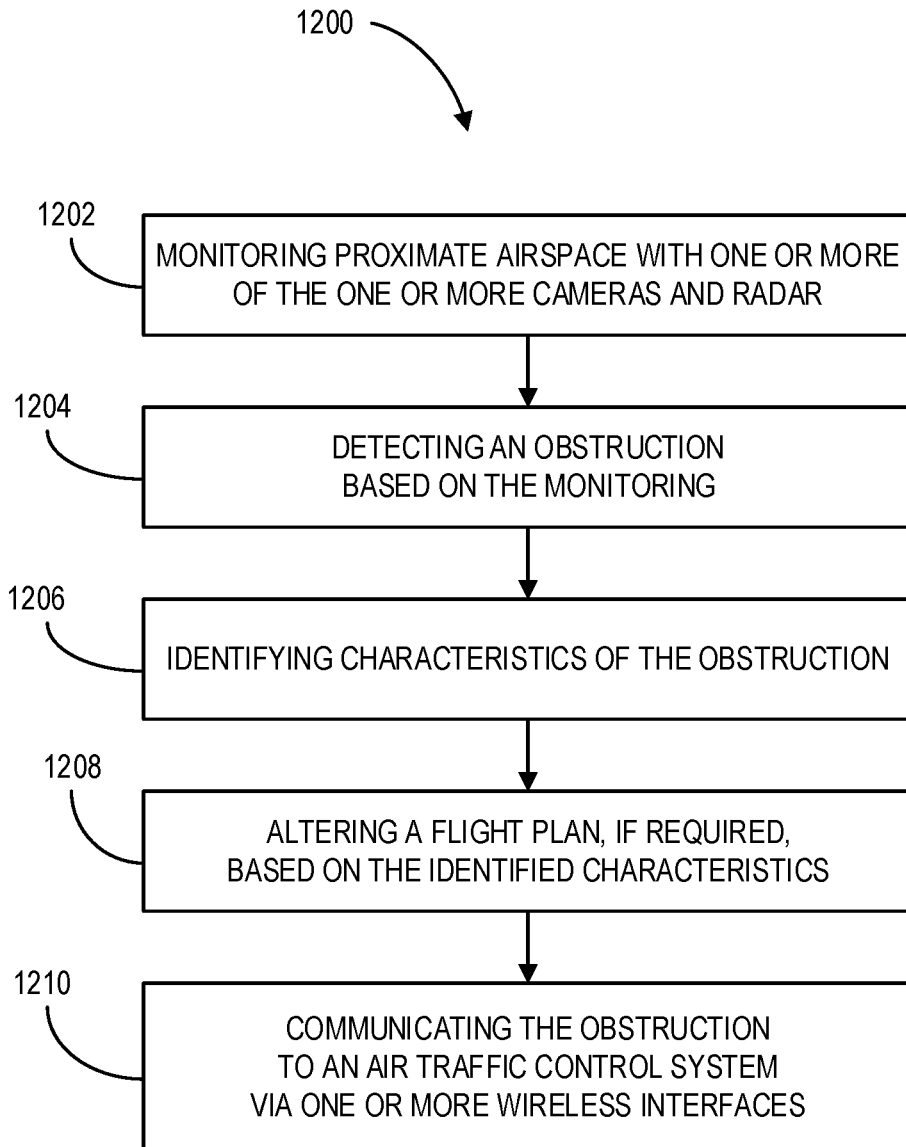 1200
1202
MONITORING PROXIMATE AIRSPACE WITH ONE OR MORE
OF THE ONE OR MORE CAMERAS AND RADAR
1204
DETECTING AN OBSTRUCTION
BASED ON THE MONITORING
1206
IDENTIFYING CHARACTERISTICS OF THE OBSTRUCTION
1208
ALTERING A FLIGHT PLAN, IF REQUIRED,
BASED ON THE IDENTIFIED CHARACTERISTICS
1210
COMMUNICATING THE OBSTRUCTION
TO AN AIR TRAFFIC CONTROL SYSTEM
VIA ONE OR MORE WIRELESS INTERFACES